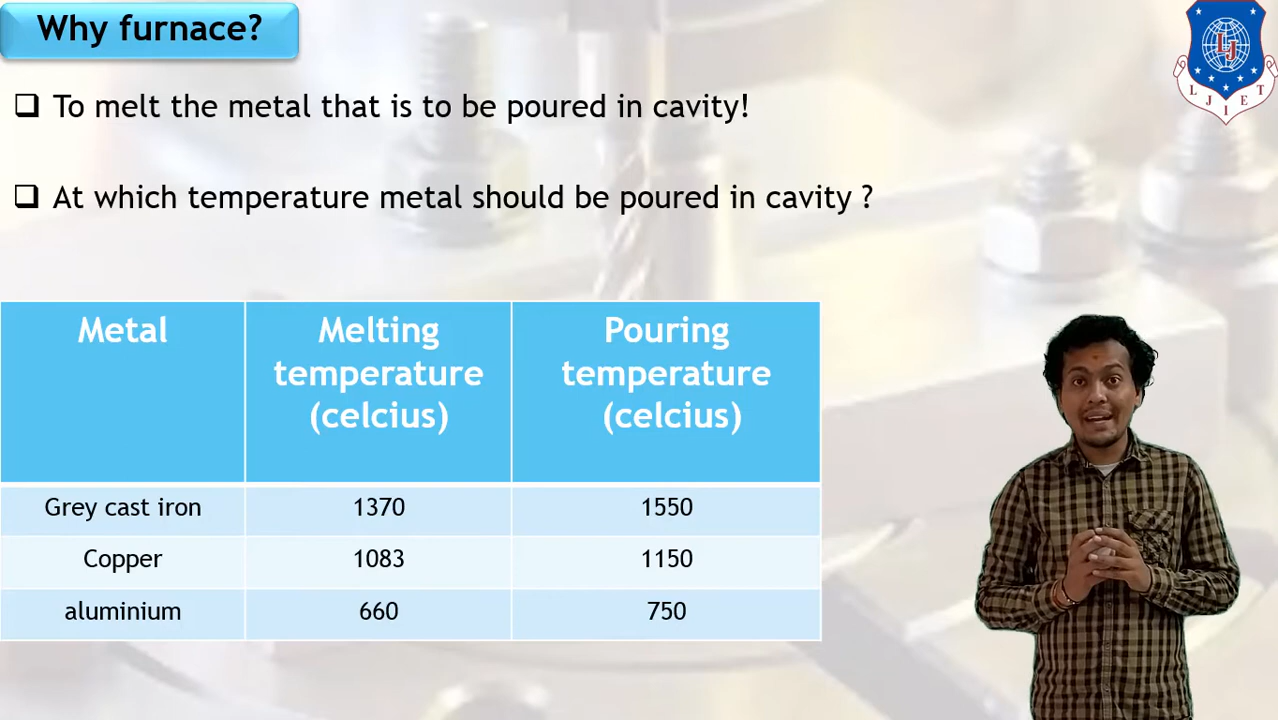 Why furnace?
To melt the metal that is to be poured in cavity!
At which temperature metal should be poured in cavity ?
Metal
Melting temperature (celcius)
Pouring temperature (celcius)
Grey cast iron 1370 1550
Copper 1083 1150
aluminium 660 750
LJ
L J I E T